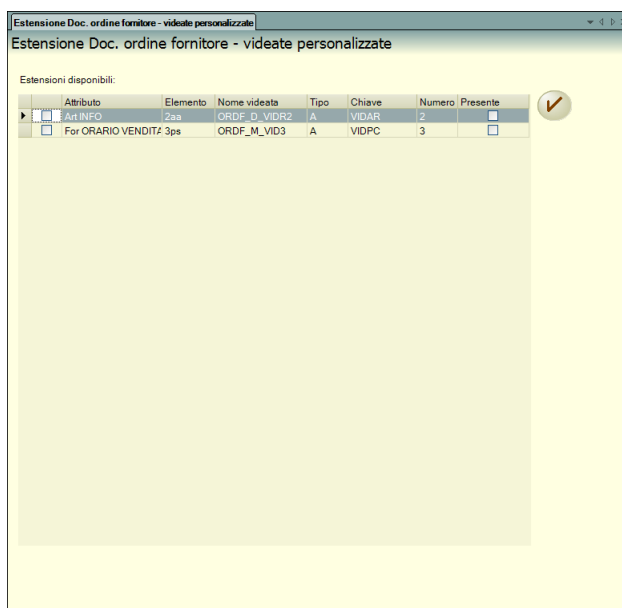 Estensione Doc. ordine fornitore - videate personalizzate
Estensione Doc. ordine fornitore - videate personalizzate
Estensioni disponibili:
Attributo Elemento Nome videata Tipo Chiave Numero Presente
Art INFO 2aa ORDF_D_VIDR2 A VIDAR 2
For ORARIO VENDITA 3ps ORDF_M_VID3 A VIDPC 3